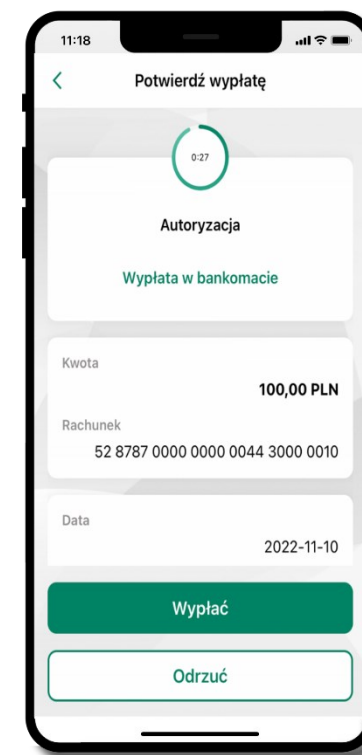 11:18
Potwierdź wypłatę
0:27
Autoryzacja
Wypłata w bankomacie
Kwota
100,00 PLN
Rachunek
52 8787 0000 0000 0044 3000 0010
Data
2022-11-10
Wypłać
Odrzuć